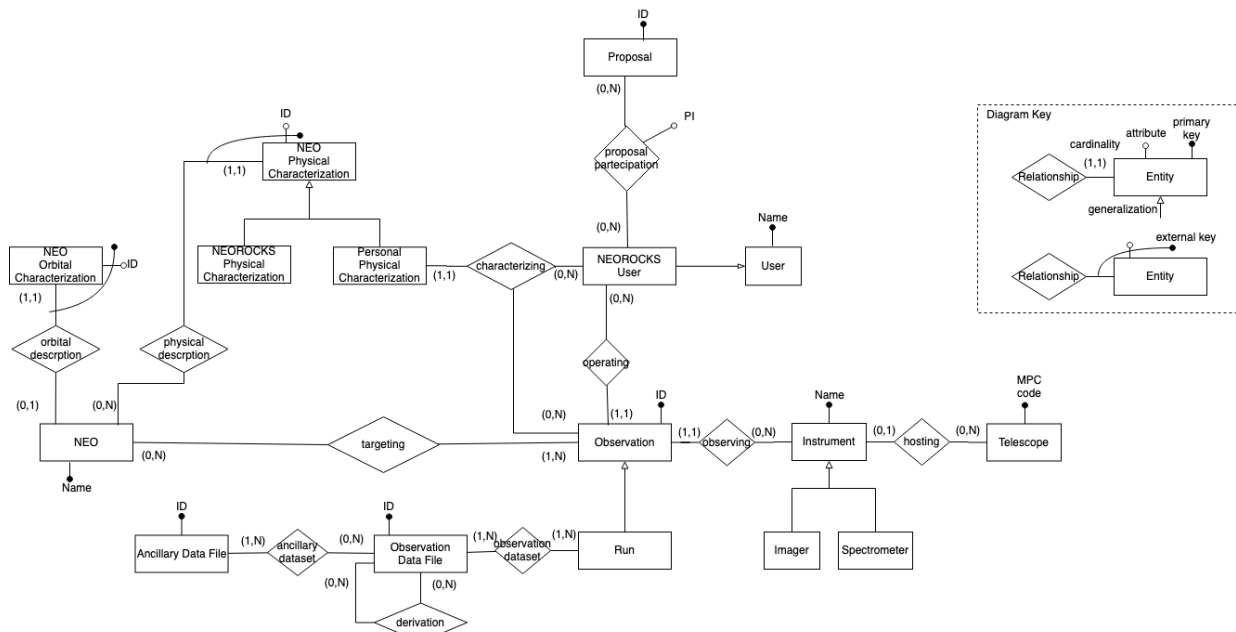 ID
Proposal
(0,N)
PI
proposal
partecipation
(0,N)
Diagram Key
cardinality
attribute
primary
key
Relationship
(1,1)
Entity
generalization
external key
Relationship
Entity
ID
NEO
Physical
Characterization
(1,1)
NEOROCKS
Physical
Characterization
Personal
Physical
Characterization
(1,1)
characterizing
(0,N)
NEOROCKS
User
Name
User
NEO
Orbital
Characterization
ID
(1,1)
orbital
descrption
physical
descrption
(0,N)
operating
(0,1)
(0,N)
(0,N)
(1,1)
ID
Name
MPC
code
NEO
(0,N)
Name
targeting
Observation
(1,N)
(1,1)
observing
(0,N)
Instrument
(0,1)
hosting
(0,N)
Telescope
ID
Ancillary Data File
(1,N)
ancillary
dataset
(0,N)
ID
Observation
Data File
(1,N)
observation
dataset
(1,N)
Run
Imager
Spectrometer
(0,N)
(0,N)
derivation